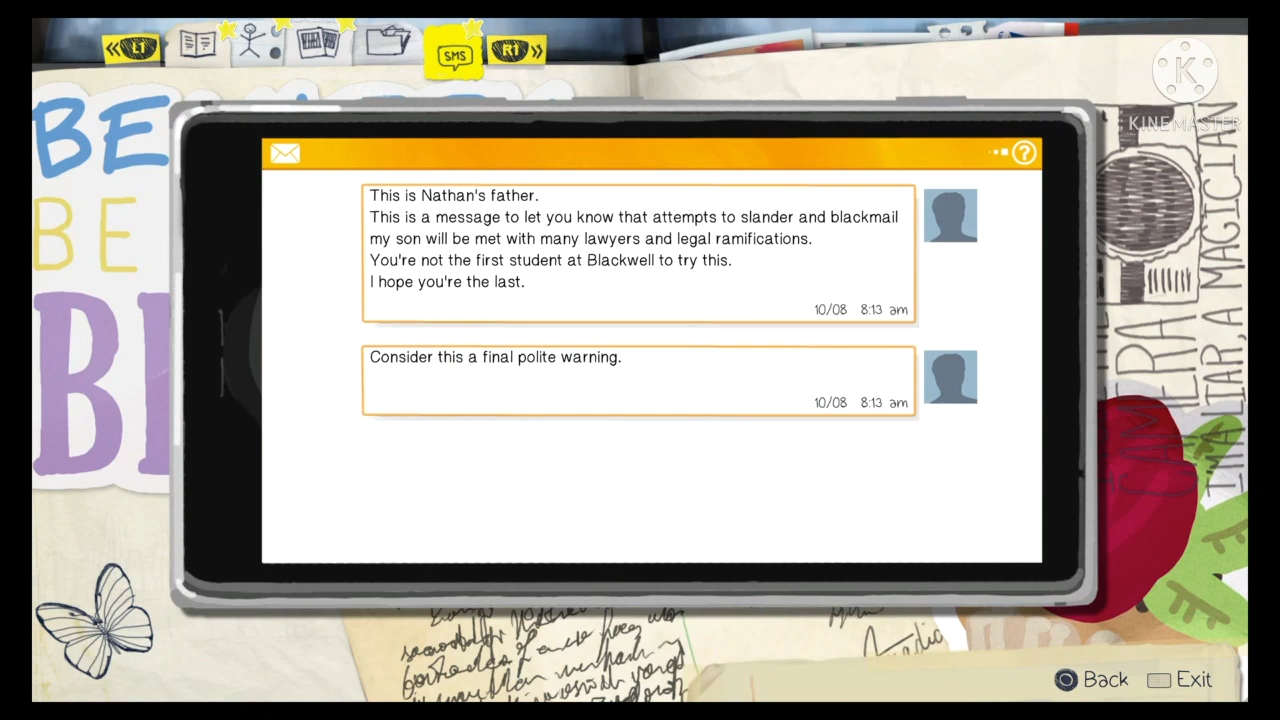 L1
SMS
R1
K
KINEMASTER
BE
BE
This is Nathan's father.
This is a message to let you know that attempts to slander and blackmail
my son will be met with many lawyers and legal ramifications.
You're not the first student at Blackwell to try this.
I hope you're the last.
10/08 8:13 am
Consider this a final polite warning.
10/08 8:13 am
CAMERA
I'M A LIAR, A MAGICIAN
Back
Exit